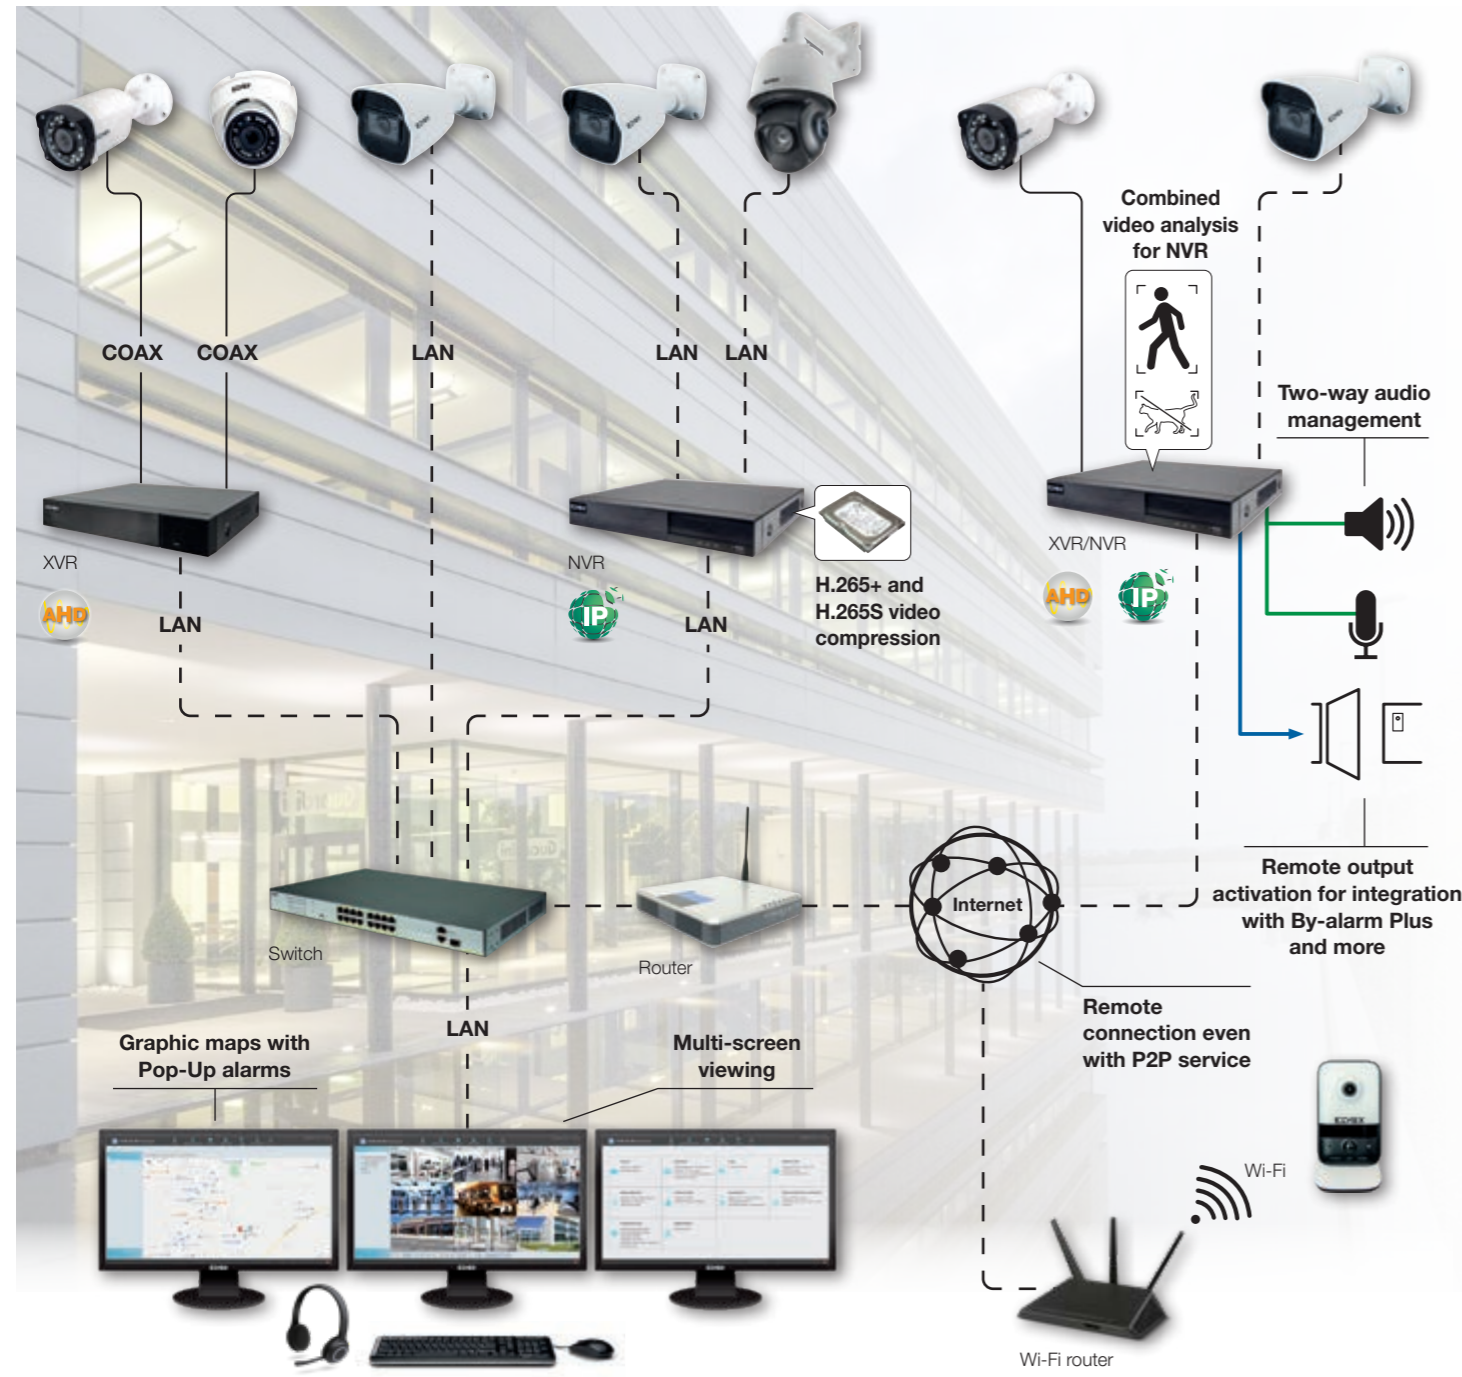 Combined
video analysis
for NVR
COAX
COAX
LAN
LAN
LAN
Two-way audio
management
XVR
AHD
LAN
NVR
IP
LAN
H.265+ and
H.265S video
compression
XVR/NVR
AHD
IP
Internet
Remote output
activation for integration
with By-alarm Plus
and more
Switch
Router
LAN
Remote
connection even
with P2P service
Graphic maps with
Pop-Up alarms
Multi-screen
viewing
Wi-Fi
Wi-Fi router